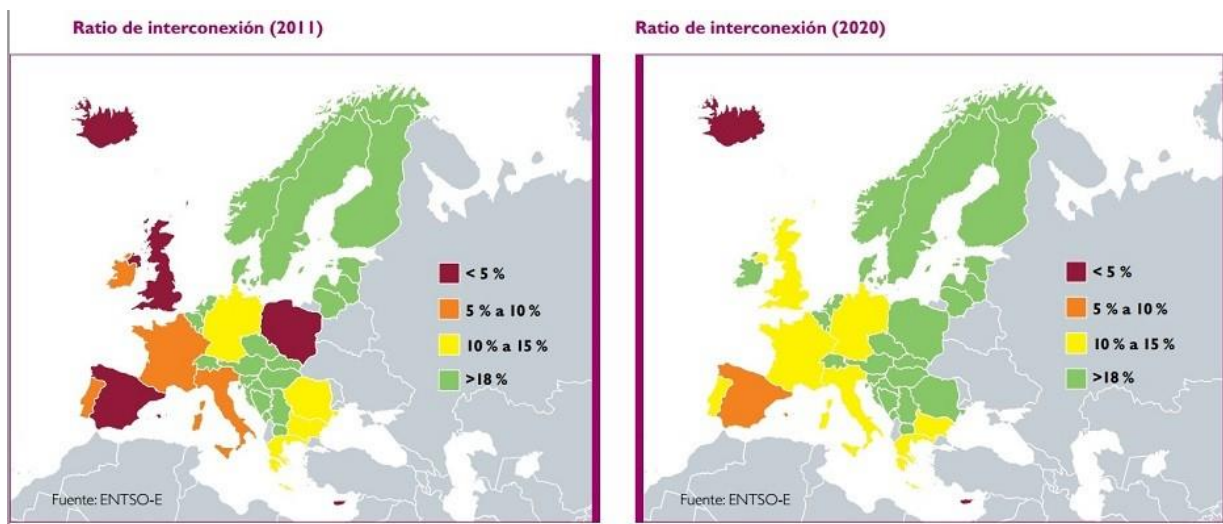 Ratio de interconexión (2011)
< 5 %
5 % a 10 %
10 % a 15 %
>18 %
Fuente: ENTSO-E
Ratio de interconexión (2020)
< 5 %
5 % a 10 %
10 % a 15 %
>18 %
Fuente: ENTSO-E